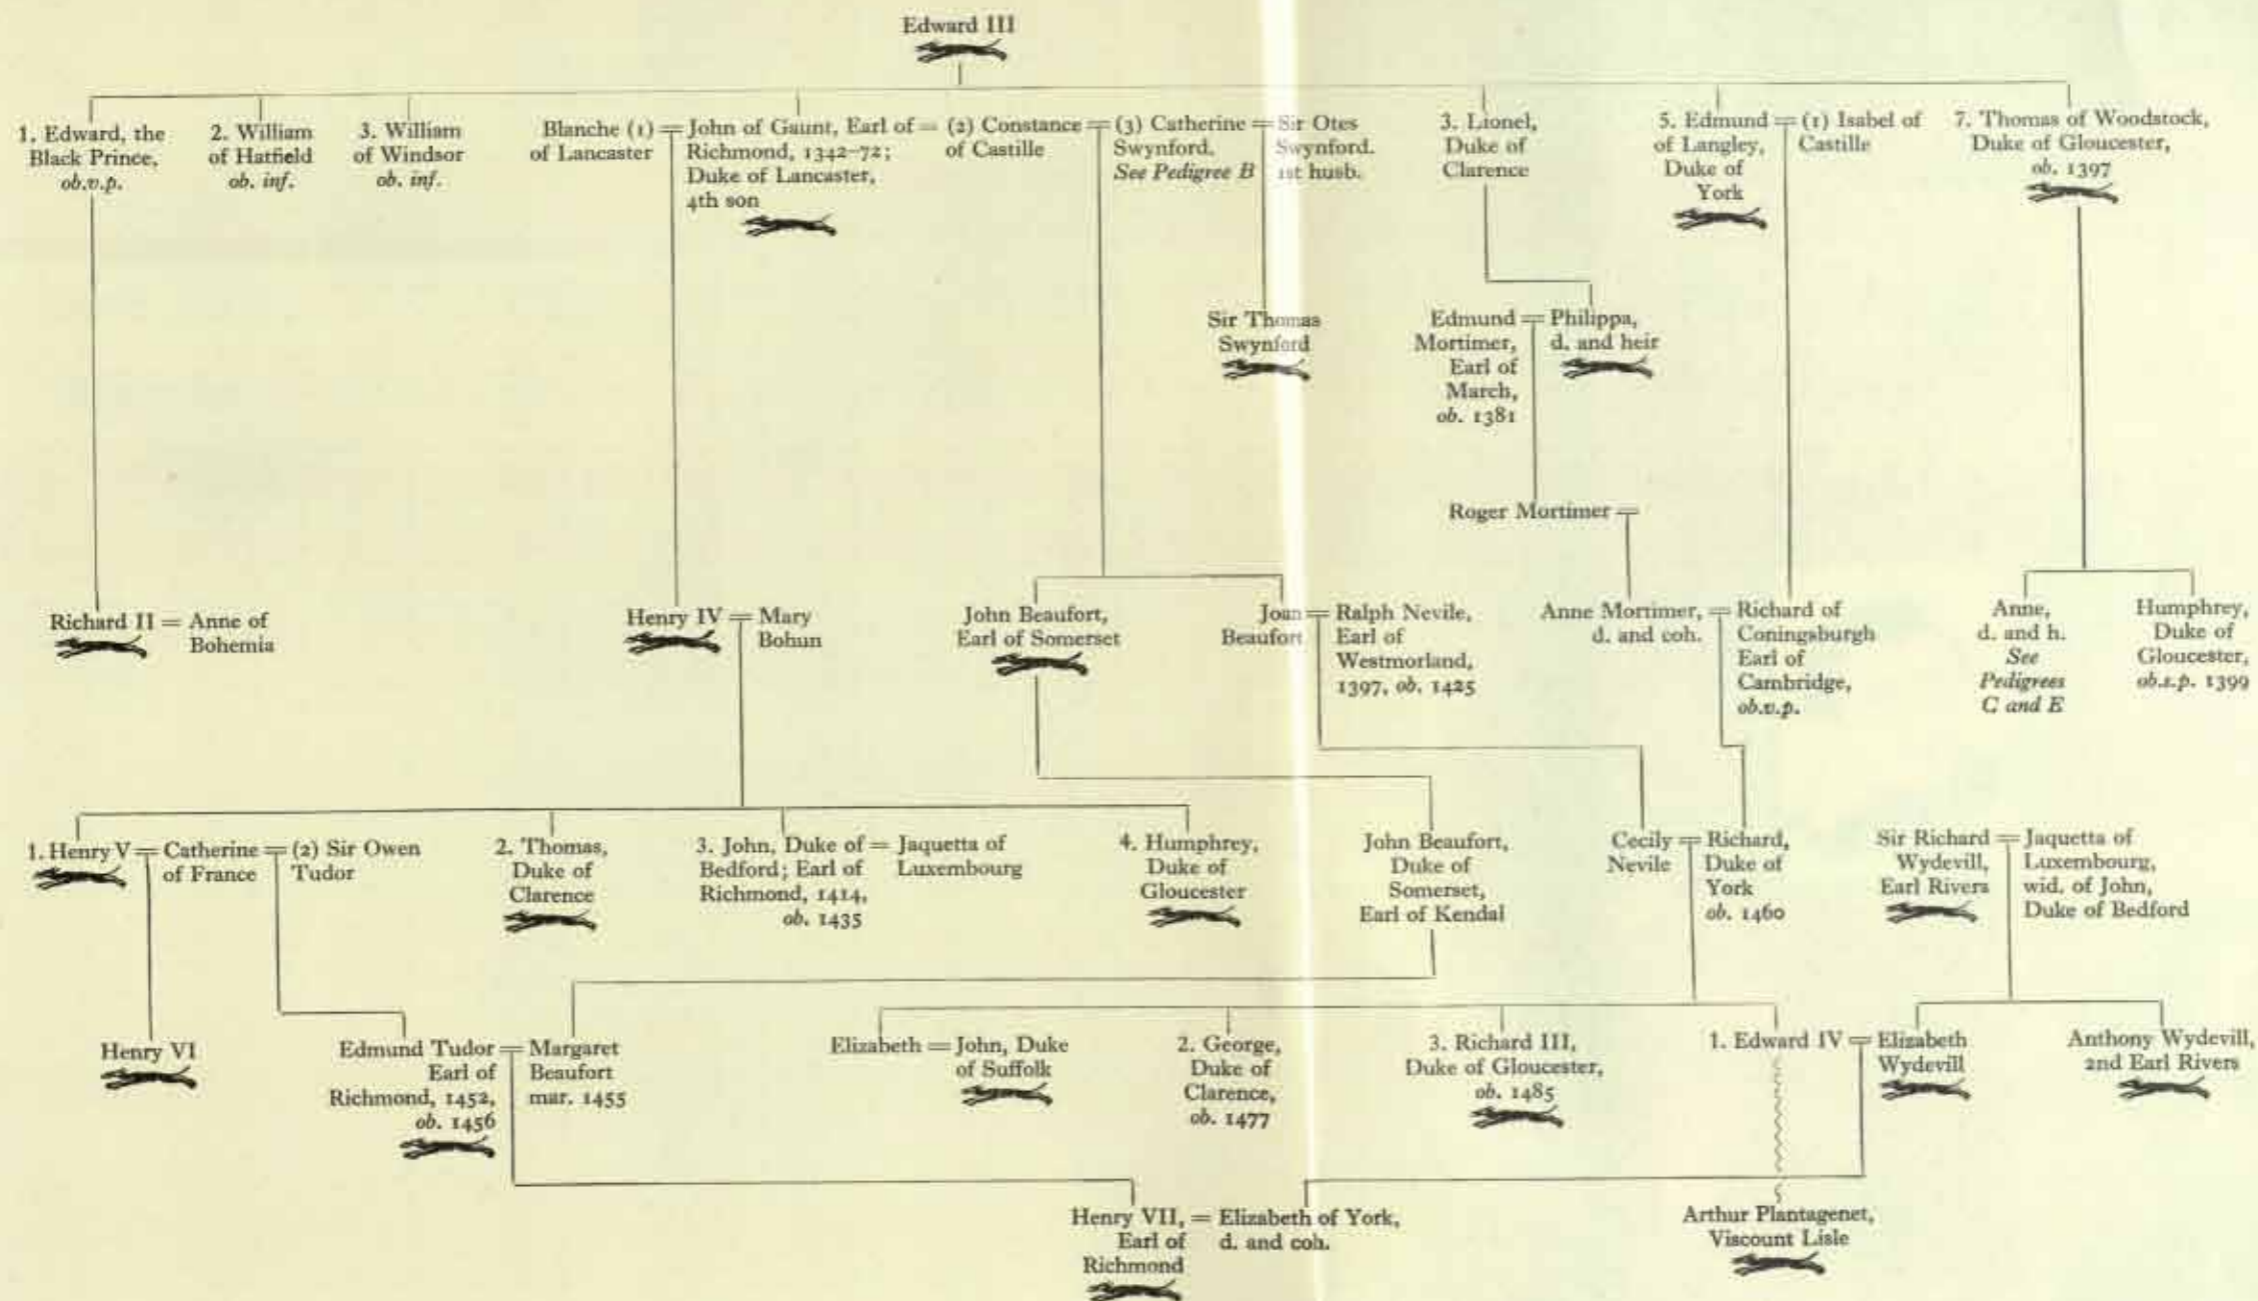 Edward III
1. Edward, the
Black Prince,
ob.v.p.
2. William
of Hatfield
ob. inf.
3. William
of Windsor
ob. inf.
Blanche (1) =
of Lancaster
John of Gaunt, Earl of =
Richmond, 1342–72;
Duke of Lancaster,
4th son
(2) Constance =
of Castille
(3) Catherine =
Swynford.
See Pedigree B
Sir Otes
Swynford.
1st husb.
3. Lionel,
Duke of
Clarence
5. Edmund =
of Langley,
Duke of
York
(1) Isabel of
Castille
7. Thomas of Woodstock,
Duke of Gloucester,
ob. 1397
Sir Thomas
Swynford
Edmund =
Mortimer,
Earl of
March,
ob. 1381
Philippa,
d. and heir
Roger Mortimer =
Richard II =
Anne of
Bohemia
Henry IV =
Mary
Bohun
John Beaufort,
Earl of Somerset
Joan =
Beaufort
Ralph Nevile,
Earl of
Westmorland,
1397, ob. 1425
Anne Mortimer, =
d. and coh.
Richard of
Coningsburgh
Earl of
Cambridge,
ob.v.p.
Anne,
d. and h.
See
Pedigrees
C and E
Humphrey,
Duke of
Gloucester,
ob.s.p. 1399
1. Henry V =
Catherine =
of France
(2) Sir Owen
Tudor
2. Thomas,
Duke of
Clarence
3. John, Duke of =
Bedford; Earl of
Richmond, 1414,
ob. 1435
Jaquetta of
Luxembourg
4. Humphrey,
Duke of
Gloucester
John Beaufort,
Duke of
Somerset,
Earl of Kendal
Cecily =
Nevile
Richard,
Duke of
York
ob. 1460
Sir Richard =
Wydevill,
Earl Rivers
Jaquetta of
Luxembourg,
wid. of John,
Duke of Bedford
Henry VI
Edmund Tudor =
Earl of
Richmond, 1452,
ob. 1456
Margaret
Beaufort
mar. 1455
Elizabeth =
John, Duke
of Suffolk
2. George,
Duke of
Clarence,
ob. 1477
3. Richard III,
Duke of Gloucester,
ob. 1485
1. Edward IV =
Elizabeth
Wydevill
Anthony Wydevill,
2nd Earl Rivers
Henry VII, =
Earl of
Richmond
Elizabeth of York,
d. and coh.
Arthur Plantagenet,
Viscount Lisle